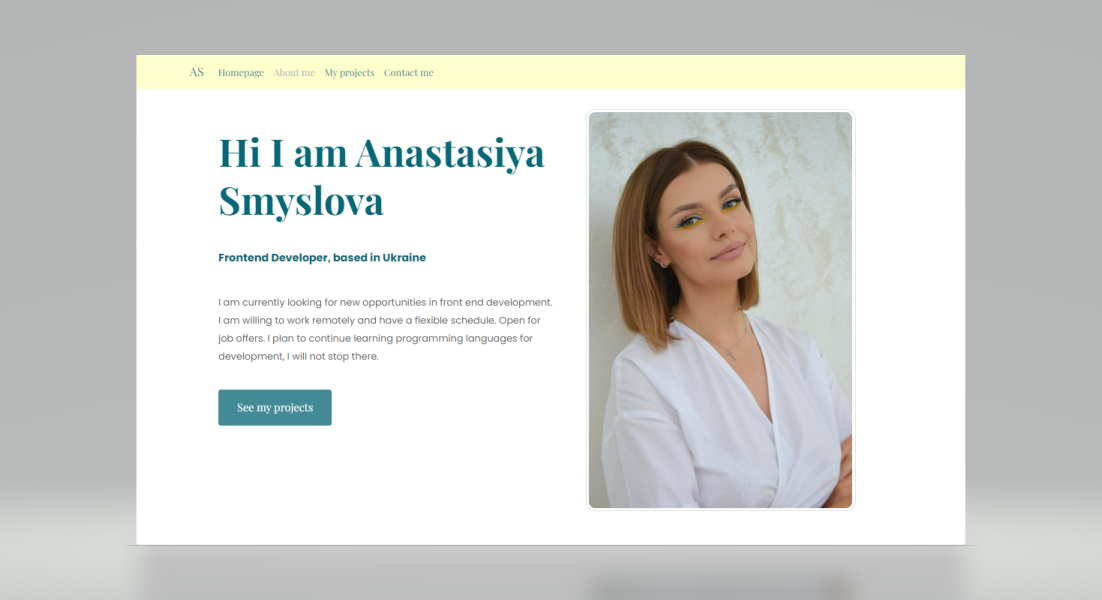 AS Homepage About me My projects Contact me
Hi I am Anastasiya
Smyslova
Frontend Developer, based in Ukraine
I am currently looking for new opportunities in front end development.
I am willing to work remotely and have a flexible schedule. Open for
job offers. I plan to continue learning programming languages for
development, I will not stop there.
See my projects